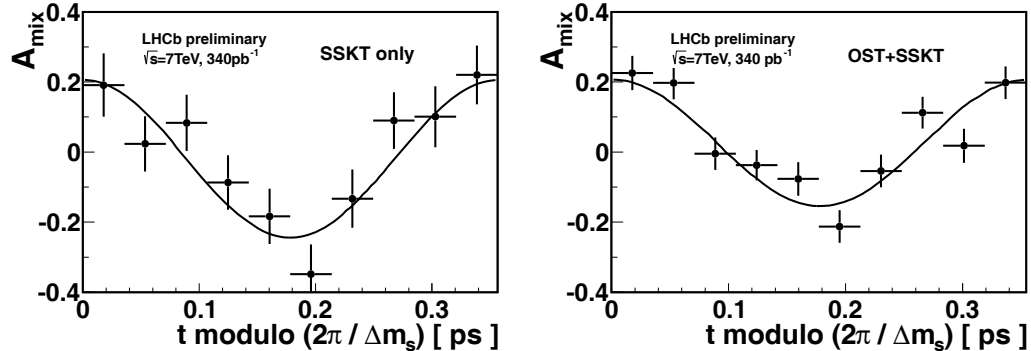 A_mix
0.4
0.2
0
-0.2
-0.4
LHCb preliminary
√s=7TeV, 340pb⁻¹
SSKT only
0 0.1 0.2 0.3
t modulo (2π / Δm_s) [ ps ]
A_mix
0.4
0.2
0
-0.2
-0.4
LHCb preliminary
√s=7TeV, 340 pb⁻¹
OST+SSKT
0 0.1 0.2 0.3
t modulo (2π / Δm_s) [ ps ]